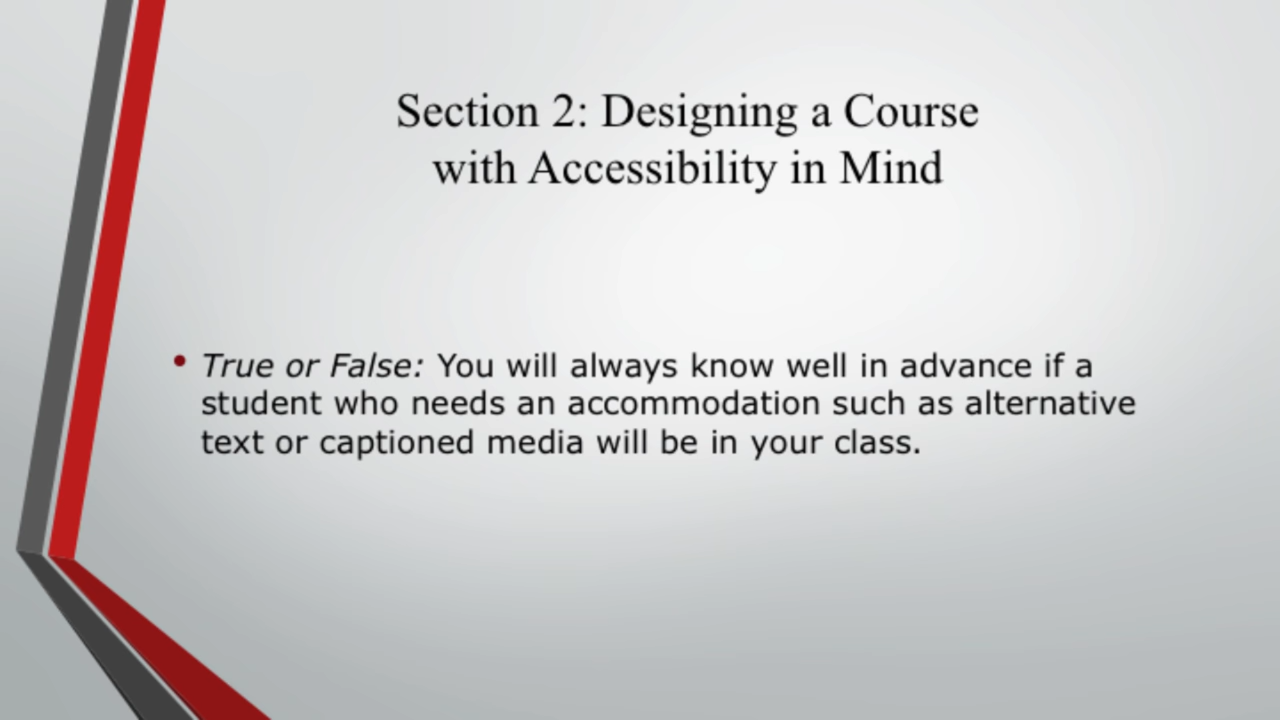 Section 2: Designing a Course
with Accessibility in Mind
• True or False: You will always know well in advance if a
student who needs an accommodation such as alternative
text or captioned media will be in your class.